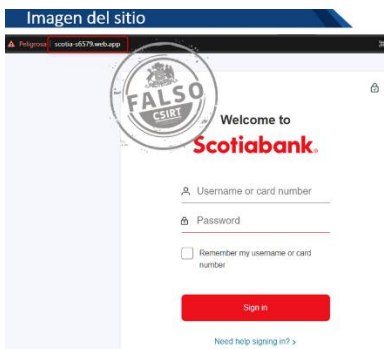 Imagen del sitio
Peligroso scotia-s6579.web.app
FALSO
CSIRT
Welcome to
Scotiabank.
Username or card number
Password
Remember my username or card
number
Sign in
Need help signing in? >